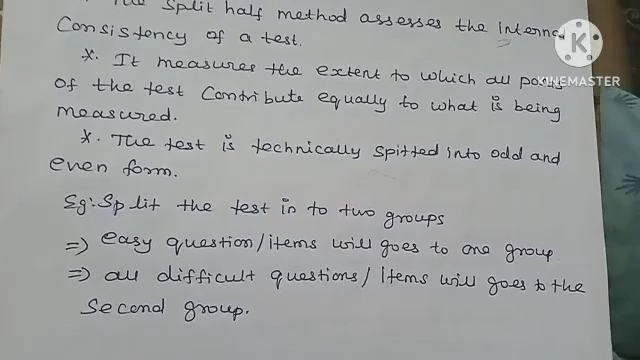 The Split half method assesses the internal
Consistency of a test.
*. It measures the extent to which all parts
of the test Contribute equally to what is being
measured.
*. The test is technically spitted into odd and
even form.
Eg: Split the test in to two groups
=> easy question/items will goes to one group
=> all difficult questions/items will goes to the
Second group.
KINEMASTER